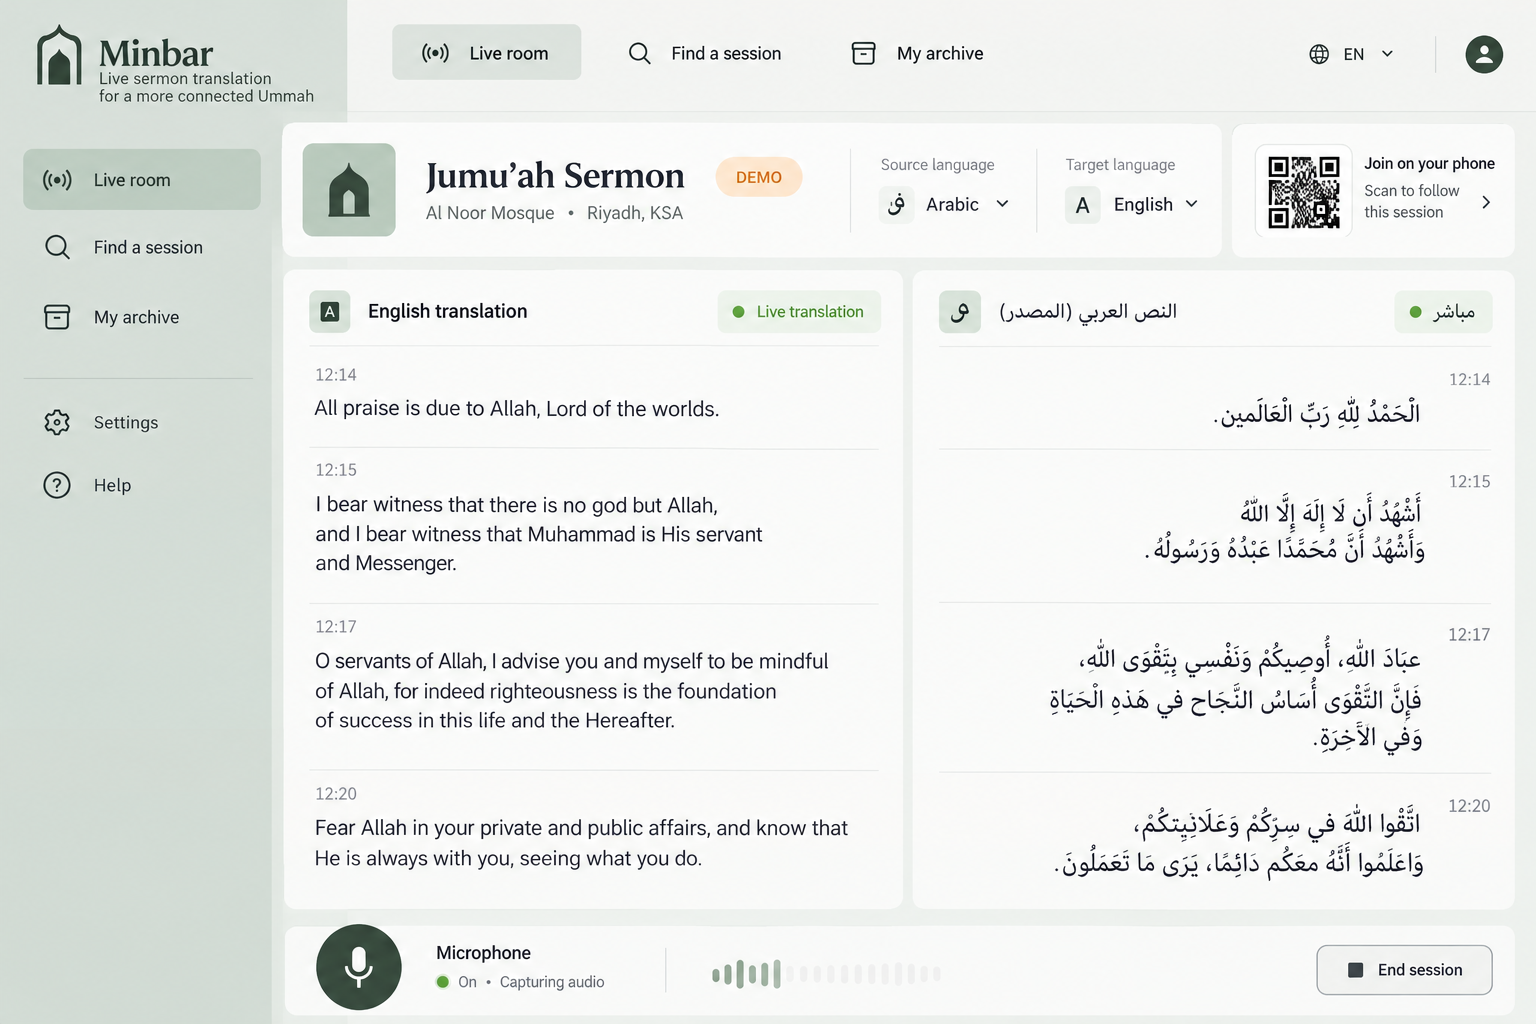 Minbar
Live sermon translation
for a more connected Ummah
Live room
Find a session
My archive
EN
Live room
Find a session
My archive
Settings
Help
Jumu’ah Sermon
DEMO
Al Noor Mosque • Riyadh, KSA
Source language
Arabic
Target language
A English
Join on your phone
Scan to follow
this session
A English translation
Live translation
12:14
All praise is due to Allah, Lord of the worlds.
12:15
I bear witness that there is no god but Allah,
and I bear witness that Muhammad is His servant
and Messenger.
12:17
O servants of Allah, I advise you and myself to be mindful
of Allah, for indeed righteousness is the foundation
of success in this life and the Hereafter.
12:20
Fear Allah in your private and public affairs, and know that
He is always with you, seeing what you do.
النص العربي (المصدر)
مباشر
12:14
الْحَمْدُ لِلَّهِ رَبِّ الْعَالَمين.
12:15
أَشْهُدُ أَن لَا إِلَهَ إِلَّا اللَّهُ
وَأَشْهُدُ أَنَّ مُحَمَّدًا عَبْدُهُ وَرَسُولُهُ.
12:17
عبَادَ اللَّهِ، أُوصِيكُمْ وَنَفْسِي بِتَقْوَى اللَّهِ،
فَإِنَّ التَّقْوَى أَسَاسُ النَّجَاح في هَذهِ الْحَيَاةِ
وَفي الآخِرَةِ.
12:20
اتَّقُوا اللَّهَ في سِرِّكُمْ وَعَلَانِيِتكُمْ،
وَاعَلَمُوا أَنَّهُ معَكُم دَائِمًا، يَرَى مَا تَعَمَلُونَ.
Microphone
On • Capturing audio
End session